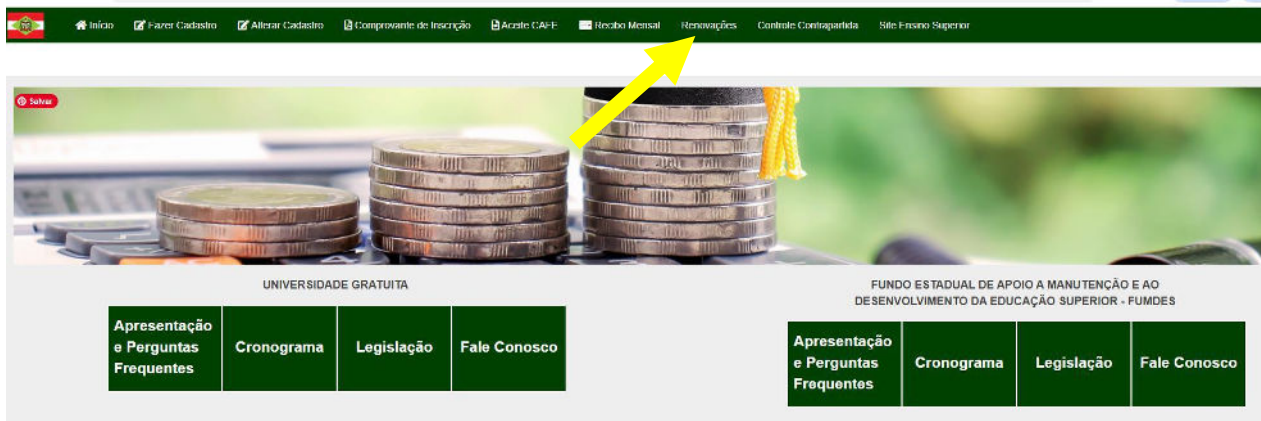 Início Fazer Cadastro Alterar Cadastro Comprovante de Inscrição Aceite CAFE Recibo Mensal Renovações Controle Contrapartida Site Ensino Superior
Salvar
UNIVERSIDADE GRATUITA
Apresentação
e Perguntas
Frequentes
Cronograma
Legislação
Fale Conosco
FUNDO ESTADUAL DE APOIO A MANUTENÇÃO E AO
DESENVOLVIMENTO DA EDUCAÇÃO SUPERIOR - FUMDES
Apresentação
e Perguntas
Frequentes
Cronograma
Legislação
Fale Conosco